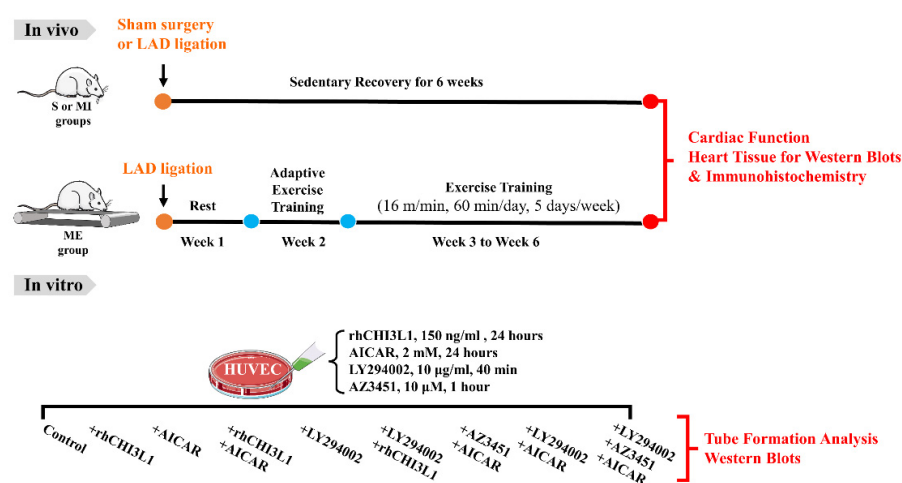 In vivo
Sham surgery
or LAD ligation
Sedentary Recovery for 6 weeks
S or MI
groups
Cardiac Function
Heart Tissue for Western Blots
& Immunohistochemistry
LAD ligation
Adaptive
Exercise
Training
Exercise Training
(16 m/min, 60 min/day, 5 days/week)
Rest
ME
group
Week 1
Week 2
Week 3 to Week 6
In vitro
HUVEC
rhCHI3L1, 150 ng/ml , 24 hours
AICAR, 2 mM, 24 hours
LY294002, 10 µg/ml, 40 min
AZ3451, 10 µM, 1 hour
Control
+rhCHI3L1
+AICAR
+rhCHI3L1
+AICAR
+LY294002
+LY294002
+rhCHI3L1
+AZ3451
+AICAR
+LY294002
+AICAR
+LY294002
+AZ3451
+AICAR
Tube Formation Analysis
Western Blots